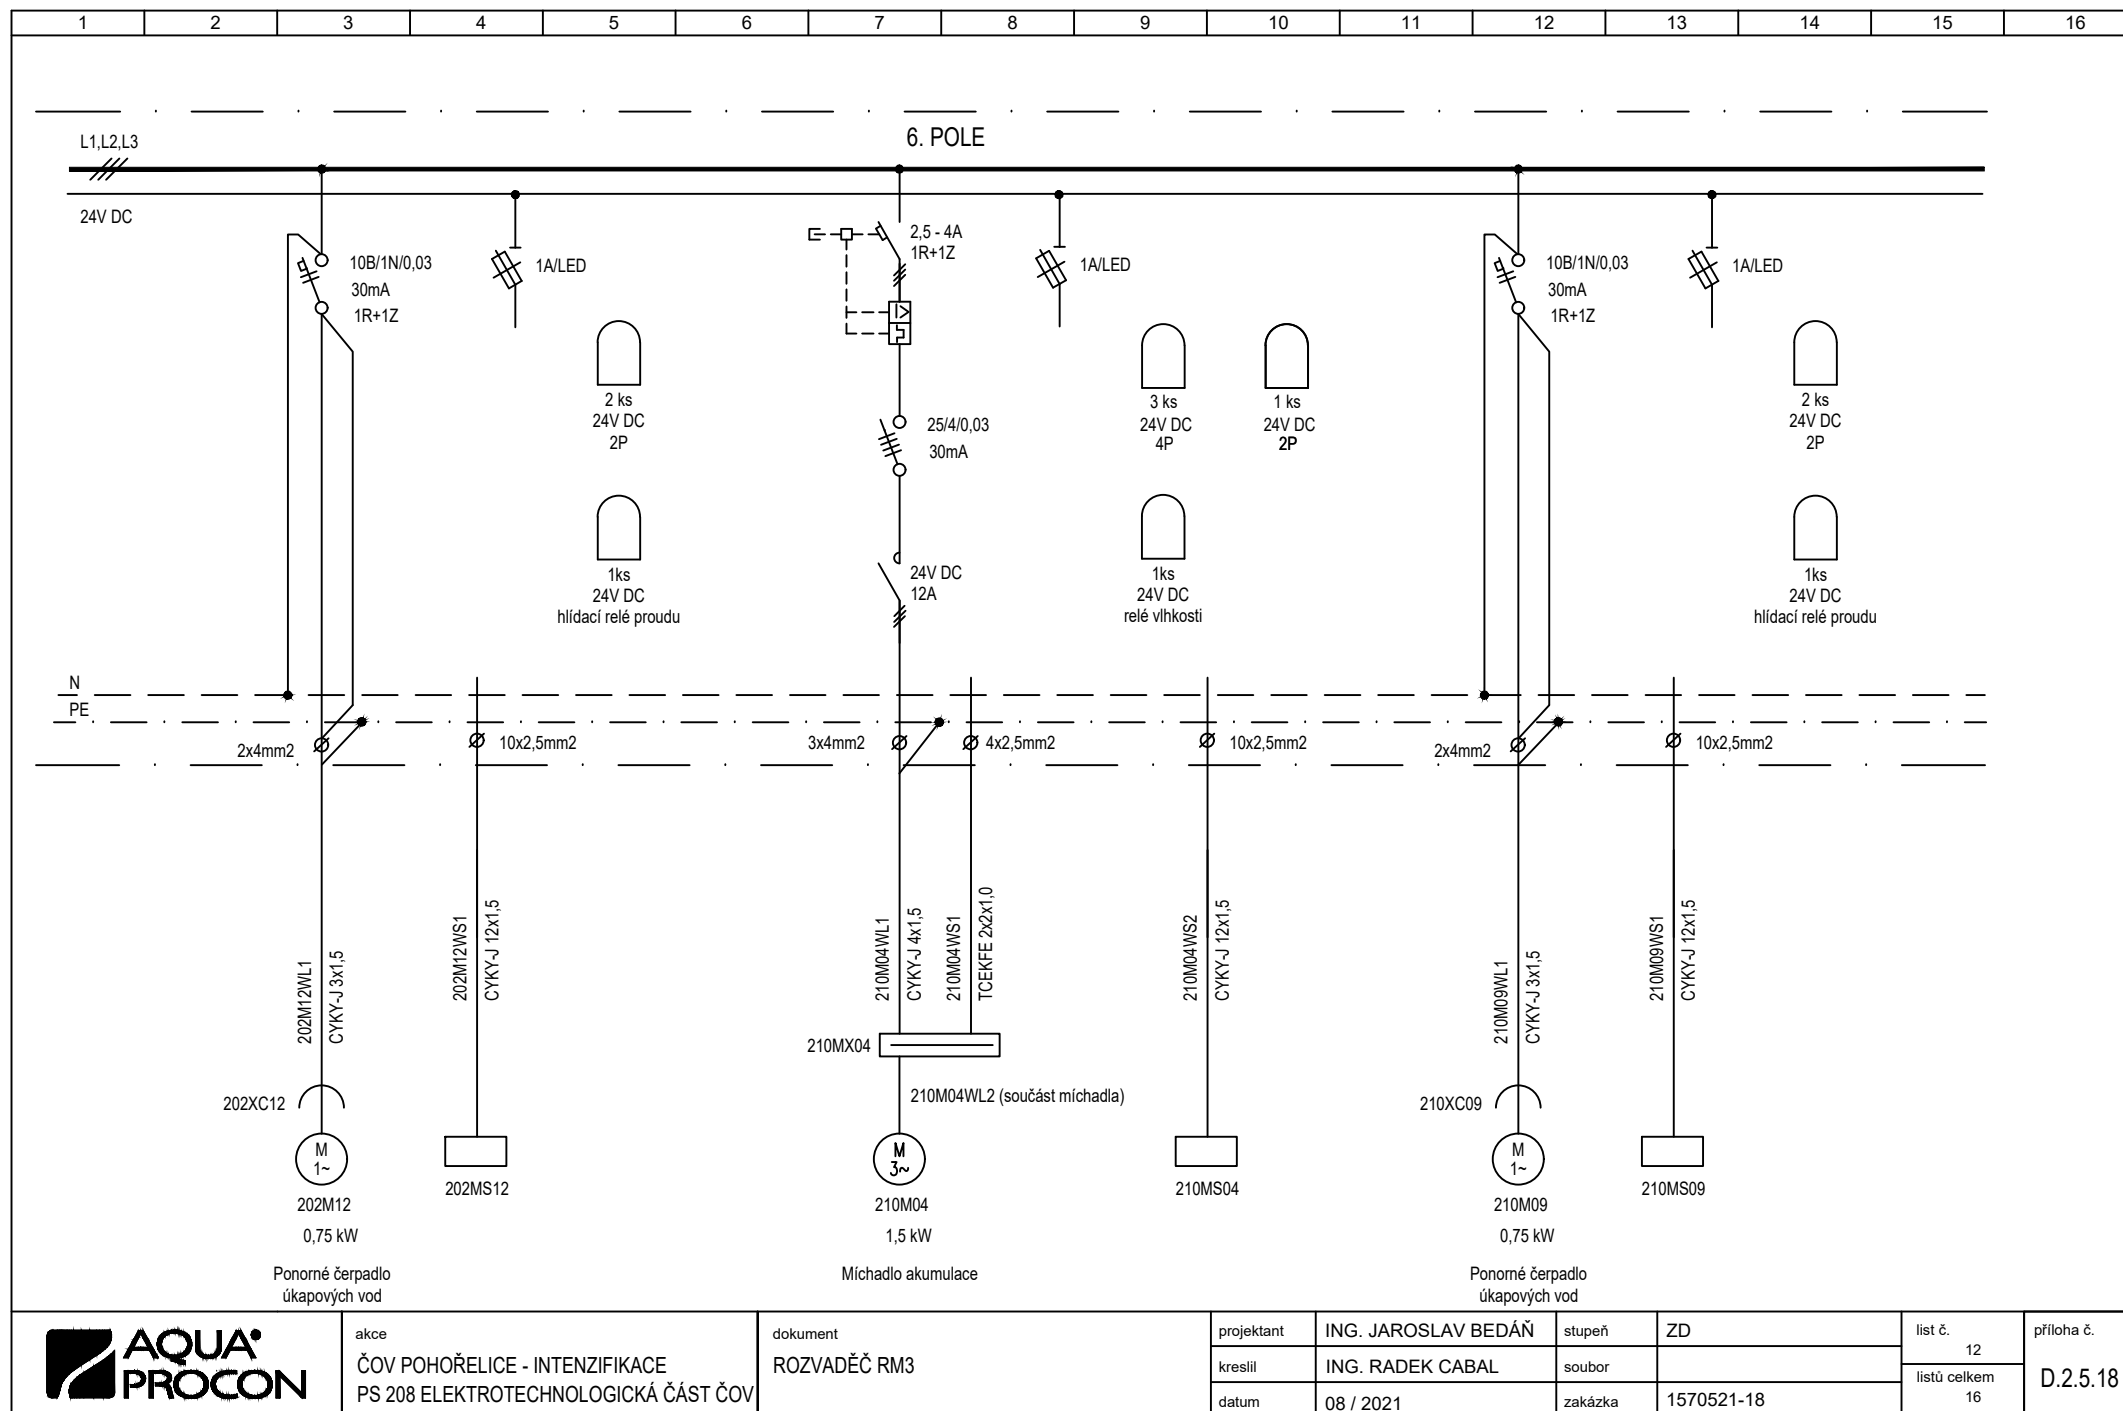 1 2 3 4 5 6 7 8 9 10 11 12 13 14 15 16
6. POLE
L1,L2,L3
24V DC
10B/1N/0,03
30mA
1R+1Z
1A/LED
2 ks
24V DC
2P
1ks
24V DC
hlídací relé proudu
2,5 - 4A
1R+1Z
25/4/0,03
30mA
24V DC
12A
1A/LED
3 ks
24V DC
4P
1 ks
24V DC
2P
1ks
24V DC
relé vlhkosti
10B/1N/0,03
30mA
1R+1Z
1A/LED
2 ks
24V DC
2P
1ks
24V DC
hlídací relé proudu
N
PE
2x4mm2
10x2,5mm2
3x4mm2
4x2,5mm2
10x2,5mm2
2x4mm2
10x2,5mm2
202M12WL1
CYKY-J 3x1,5
202M12WS1
CYKY-J 12x1,5
210M04WL1
CYKY-J 4x1,5
210M04WS1
TCEKFE 2x2x1,0
210M04WS2
CYKY-J 12x1,5
210M09WL1
CYKY-J 3x1,5
210M09WS1
CYKY-J 12x1,5
210MX04
210M04WL2 (součást míchadla)
202XC12
210XC09
M
1~
M
3~
M
1~
202M12
0,75 kW
Ponorné čerpadlo
úkapových vod
202MS12
210M04
1,5 kW
Míchadlo akumulace
210MS04
210M09
0,75 kW
Ponorné čerpadlo
úkapových vod
210MS09
AQUA
PROCON
akce
ČOV POHOŘELICE - INTENZIFIKACE
PS 208 ELEKTROTECHNOLOGICKÁ ČÁST ČOV
dokument
ROZVADĚČ RM3
projektant ING. JAROSLAV BEDÁŇ stupeň ZD
kreslil ING. RADEK CABAL soubor
datum 08 / 2021 zakázka 1570521-18
list č.
12
listů celkem
16
příloha č.
D.2.5.18